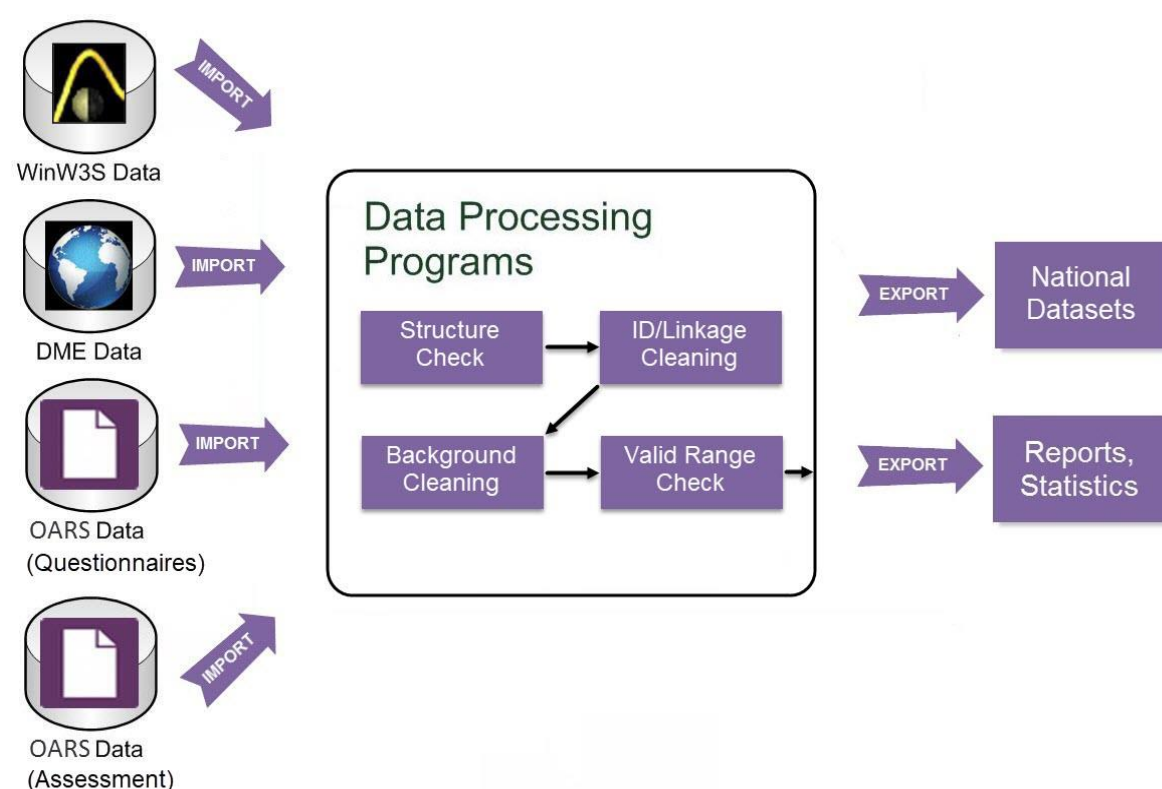 IMPORT
WinW3S Data
IMPORT
DME Data
IMPORT
OARS Data
(Questionnaires)
IMPORT
OARS Data
(Assessment)
Data Processing
Programs
Structure
Check
ID/Linkage
Cleaning
Background
Cleaning
Valid Range
Check
EXPORT
National
Datasets
EXPORT
Reports,
Statistics